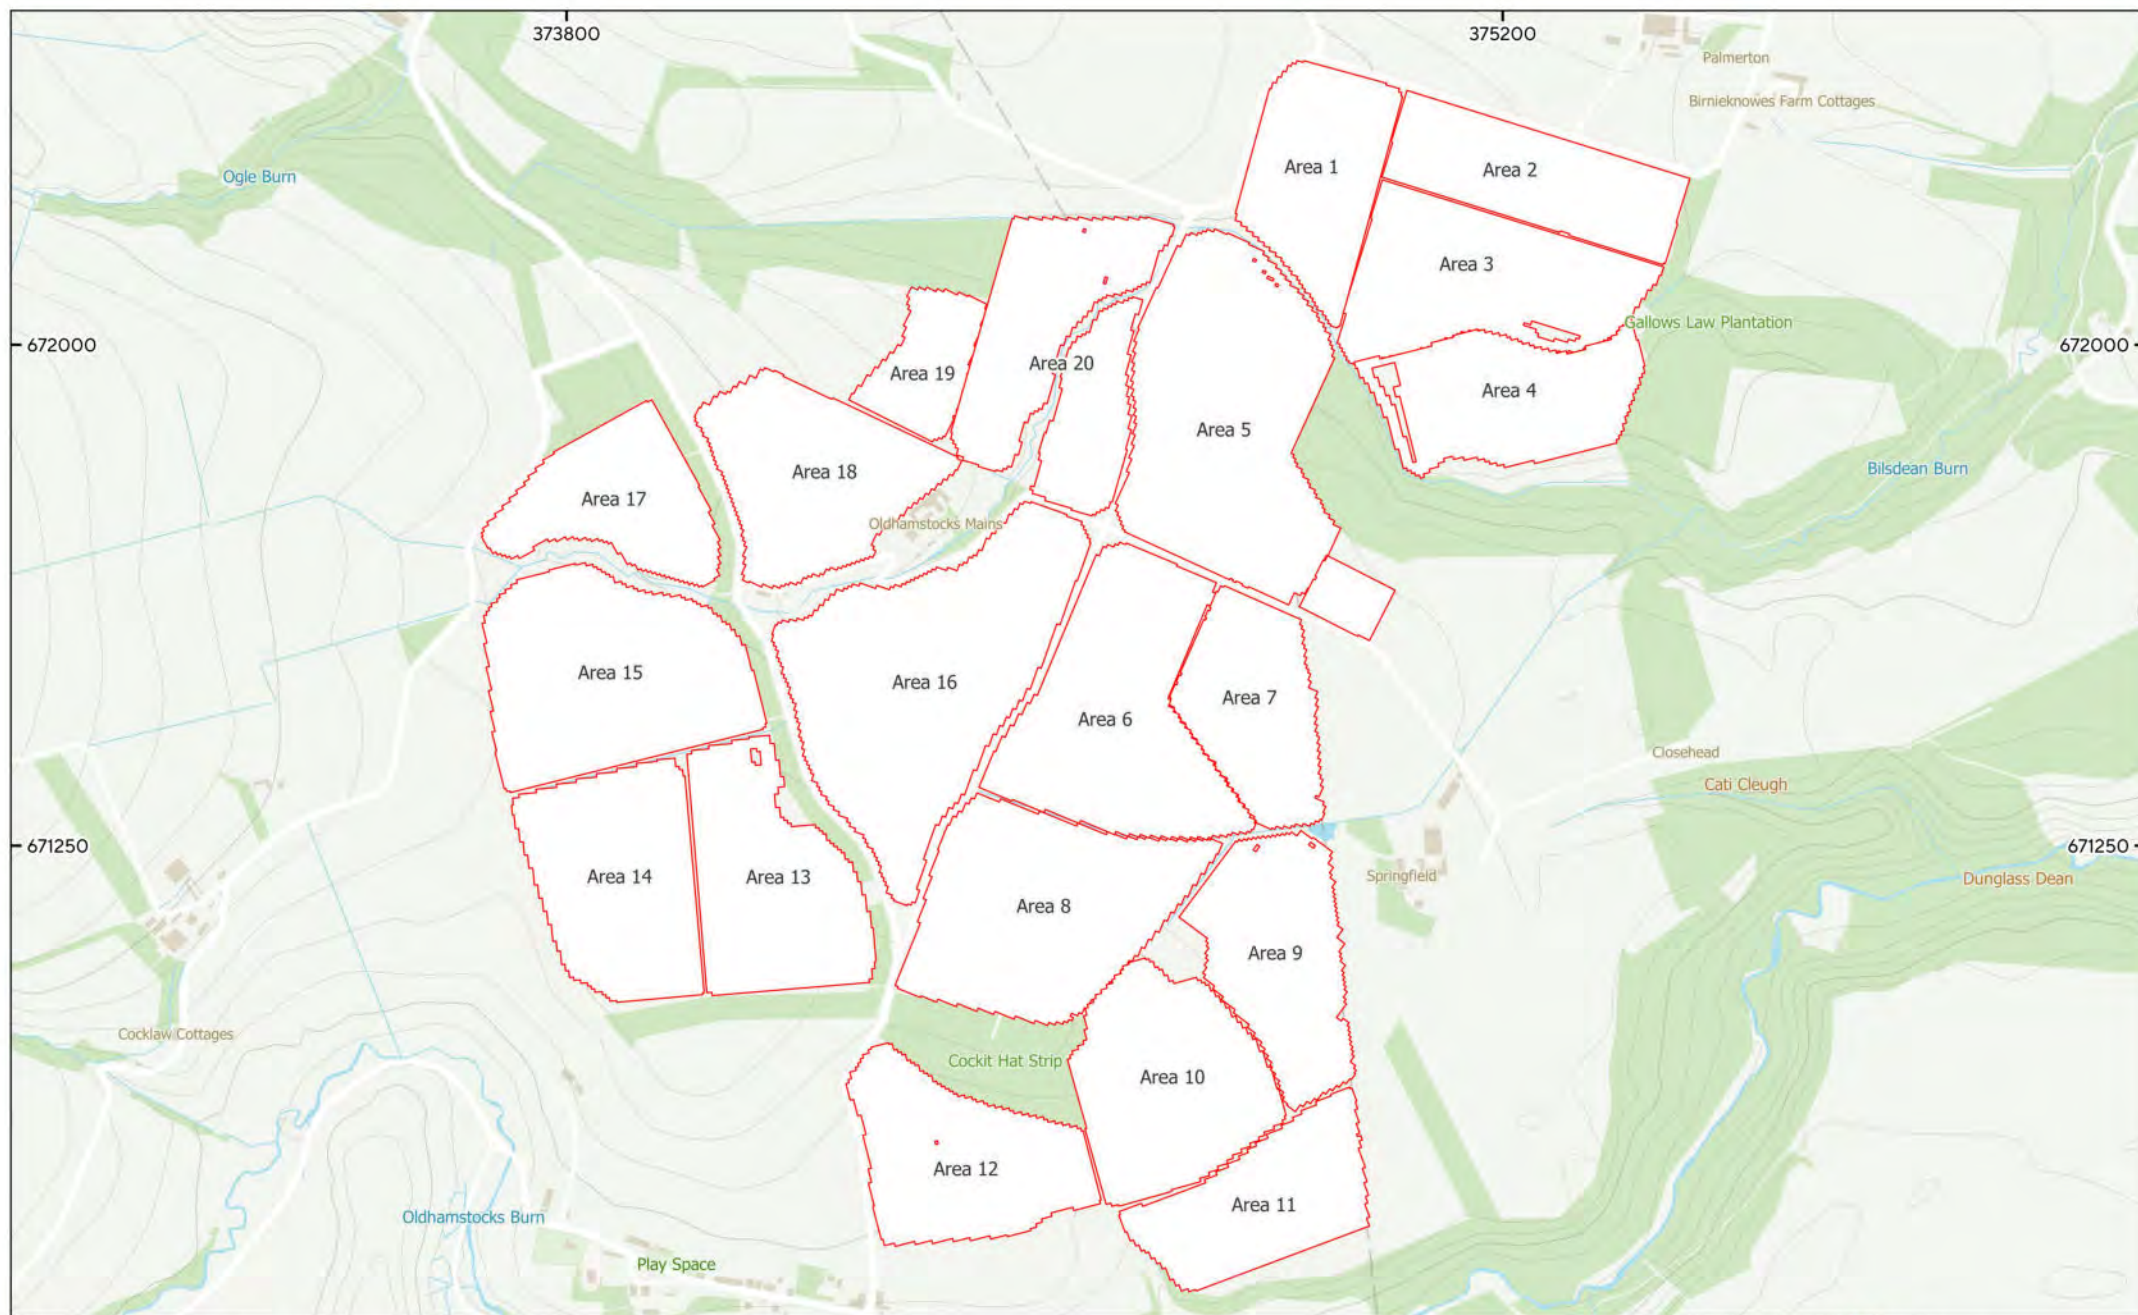 373800
375200
Palmerton
Birnieknowes Farm Cottages
Area 1
Area 2
Ogle Burn
Area 3
Gallows Law Plantation
672000
672000
Area 20
Area 19
Area 4
Area 5
Bilsdean Burn
Area 18
Area 17
Oldhamstocks Mains
Area 15
Area 16
Area 7
Area 6
Closehead
Cati Cleugh
671250
671250
Area 14
Area 13
Springfield
Dunglass Dean
Area 8
Area 9
Cocklaw Cottages
Cockit Hat Strip
Area 10
Area 12
Area 11
Oldhamstocks Burn
Play Space